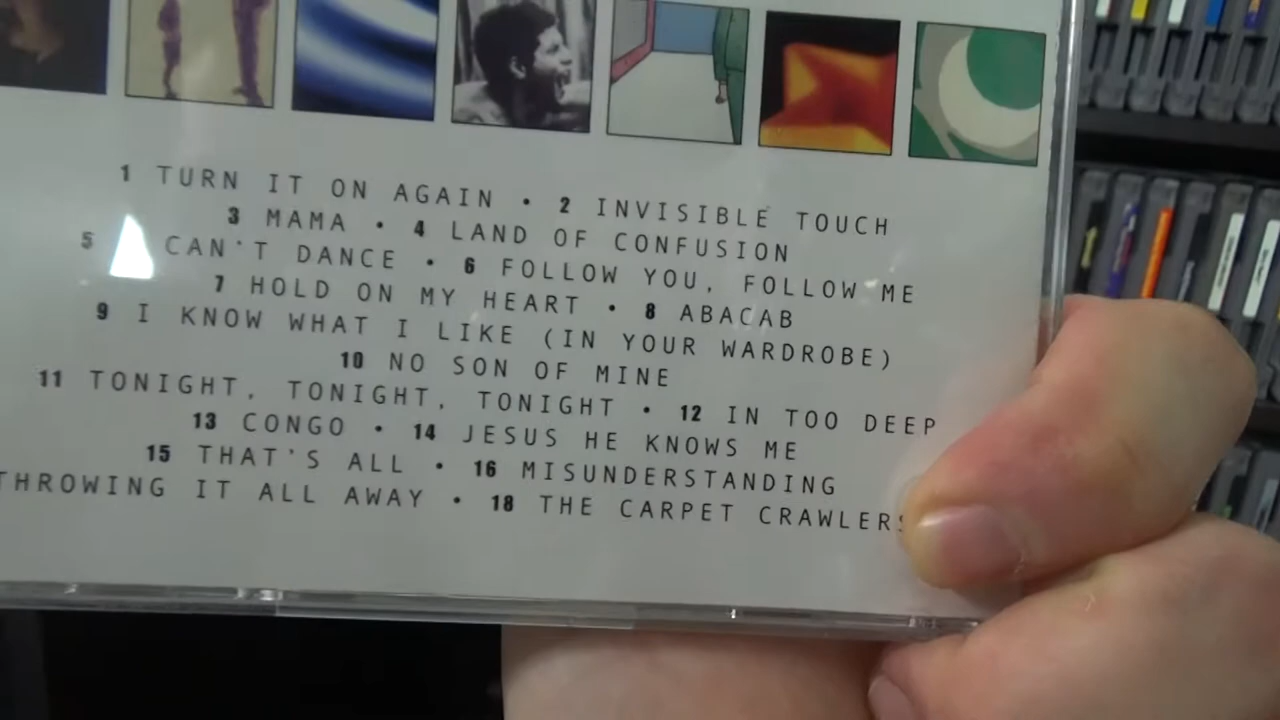 1 TURN IT ON AGAIN • 2 INVISIBLE TOUCH
3 MAMA • 4 LAND OF CONFUSION
5 CAN'T DANCE • 6 FOLLOW YOU, FOLLOW ME
7 HOLD ON MY HEART • 8 ABACAB
9 I KNOW WHAT I LIKE (IN YOUR WARDROBE)
10 NO SON OF MINE
11 TONIGHT, TONIGHT, TONIGHT • 12 IN TOO DEEP
13 CONGO • 14 JESUS HE KNOWS ME
15 THAT'S ALL • 16 MISUNDERSTANDING
THROWING IT ALL AWAY • 18 THE CARPET CRAWLERS